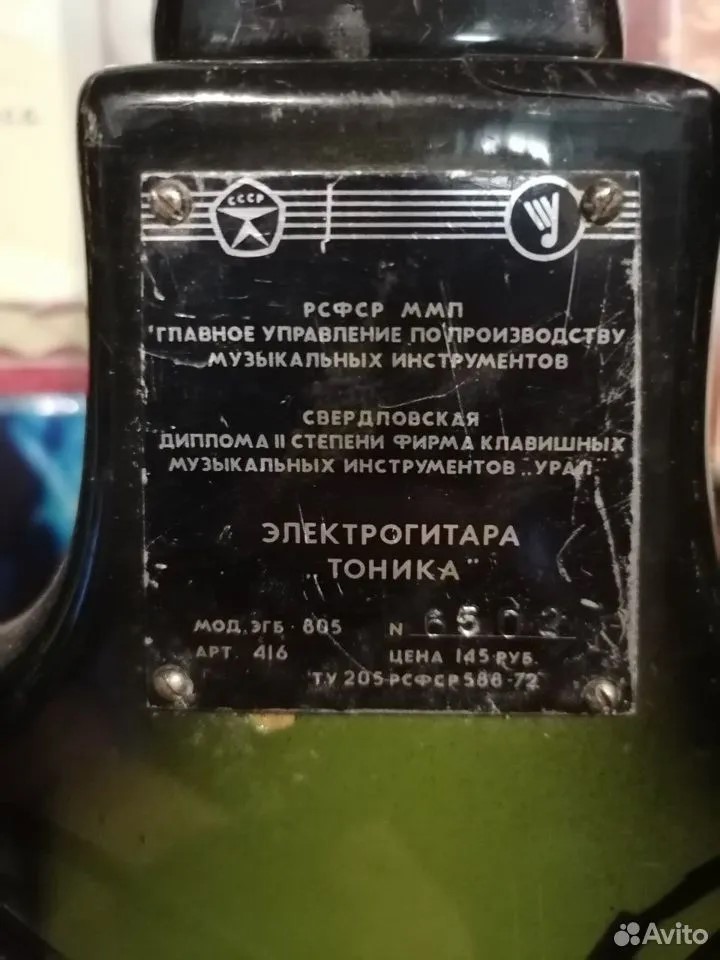 СССР
РСФСР ММП
"ГЛАВНОЕ УПРАВЛЕНИЕ ПО ПРОИЗВОДСТВУ
МУЗЫКАЛЬНЫХ ИНСТРУМЕНТОВ
СВЕРДЛОВСКАЯ
ДИПЛОМА II СТЕПЕНИ ФИРМА КЛАВИШНЫХ
МУЗЫКАЛЬНЫХ ИНСТРУМЕНТОВ „УРАЛ"
ЭЛЕКТРОГИТАРА
„ТОНИКА"
МОД. ЭГБ - 805 N 6502
АРТ. 416 ЦЕНА 145 РУБ.
ТУ 205 РСФСР 588-72
Avito